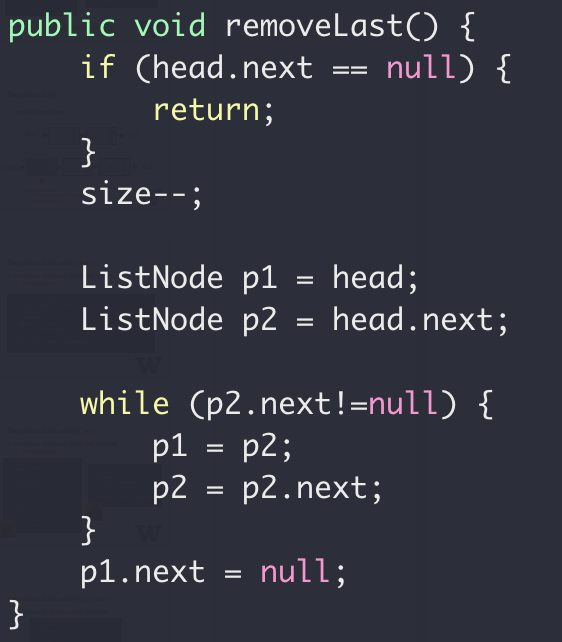 public void removeLast() {
    if (head.next == null) {
        return;
    }
    size--;

    ListNode p1 = head;
    ListNode p2 = head.next;

    while (p2.next!=null) {
        p1 = p2;
        p2 = p2.next;
    }
    p1.next = null;
}